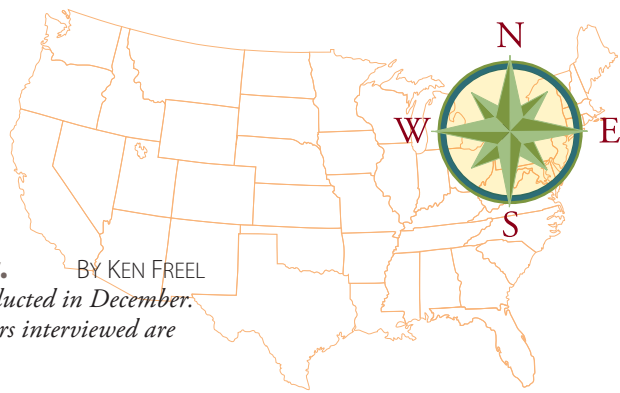 N
W E
S
BY KEN FREEL
ducted in December.
rs interviewed are